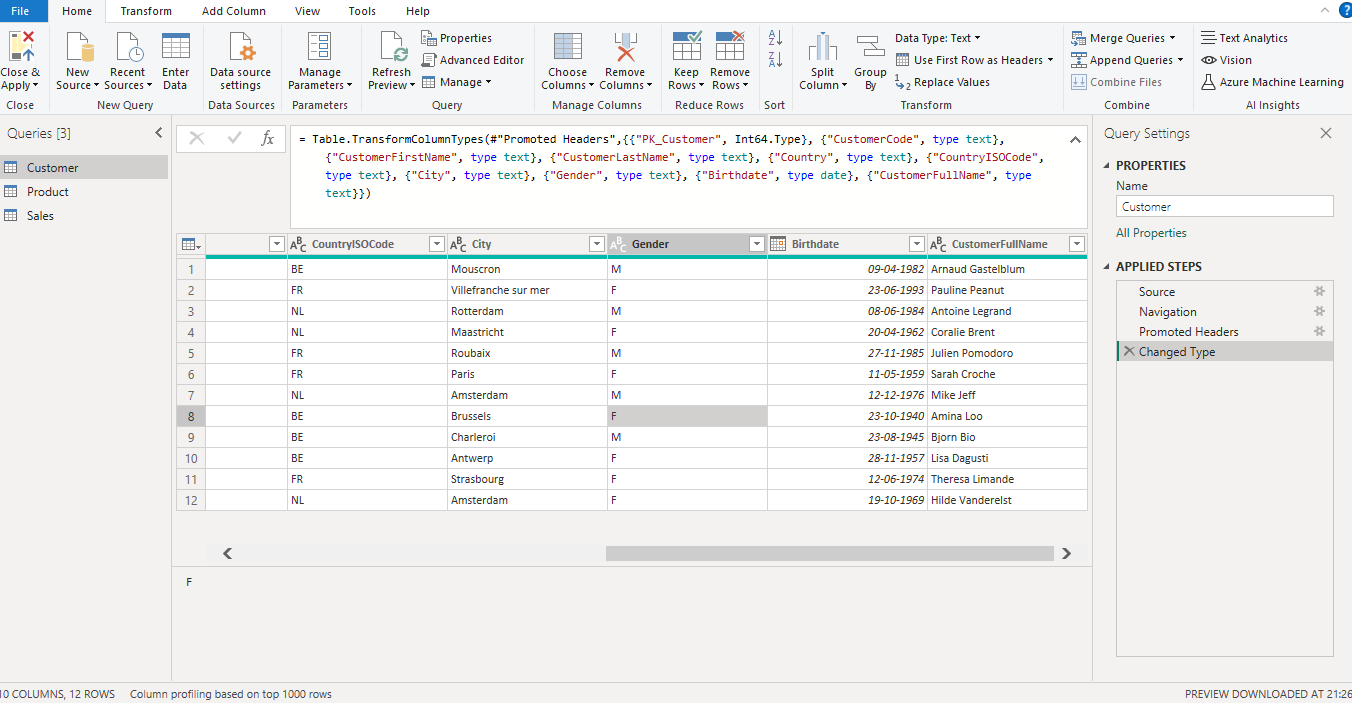 File Home Transform Add Column View Tools Help
Close & Apply
New Source
Recent Sources
Enter Data
Data source settings
Manage Parameters
Refresh Preview
Properties
Advanced Editor
Manage
Choose Columns
Remove Columns
Keep Rows
Remove Rows
Split Column
Group By
Data Type: Text
Use First Row as Headers
Replace Values
Merge Queries
Append Queries
Combine Files
Text Analytics
Vision
Azure Machine Learning
Close New Query Data Sources Parameters Query Manage Columns Reduce Rows Sort Transform Combine AI Insights
Queries [3]
Customer
Product
Sales
fx
= Table.TransformColumnTypes(#"Promoted Headers",{{"PK_Customer", Int64.Type}, {"CustomerCode", type text},
{"CustomerFirstName", type text}, {"CustomerLastName", type text}, {"Country", type text}, {"CountryISOCode",
type text}, {"City", type text}, {"Gender", type text}, {"Birthdate", type date}, {"CustomerFullName", type
text}})
ABC CountryISOCode ABC City ABC Gender Birthdate ABC CustomerFullName
1 BE Mouscron M 09-04-1982 Arnaud Gastelblum
2 FR Villefranche sur mer F 23-06-1993 Pauline Peanut
3 NL Rotterdam M 08-06-1984 Antoine Legrand
4 NL Maastricht F 20-04-1962 Coralie Brent
5 FR Roubaix M 27-11-1985 Julien Pomodoro
6 FR Paris F 11-05-1959 Sarah Croche
7 NL Amsterdam M 12-12-1976 Mike Jeff
8 BE Brussels F 23-10-1940 Amina Loo
9 BE Charleroi M 23-08-1945 Bjorn Bio
10 BE Antwerp F 28-11-1957 Lisa Dagusti
11 FR Strasbourg F 12-06-1974 Theresa Limande
12 NL Amsterdam F 19-10-1969 Hilde Vanderelst
F
Query Settings
PROPERTIES
Name
Customer
All Properties
APPLIED STEPS
Source
Navigation
Promoted Headers
Changed Type
10 COLUMNS, 12 ROWS Column profiling based on top 1000 rows PREVIEW DOWNLOADED AT 21:26